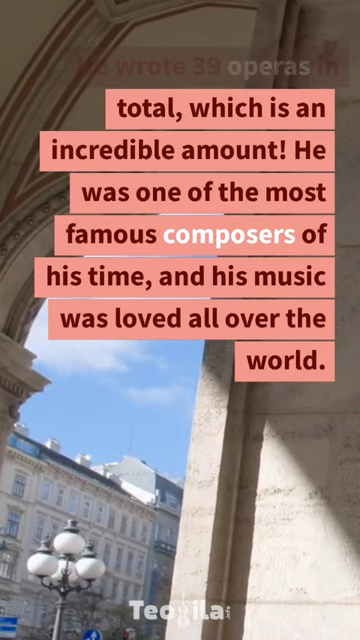 He wrote 39 operas in
total, which is an
incredible amount! He
was one of the most
famous composers of
his time, and his music
was loved all over the
world.